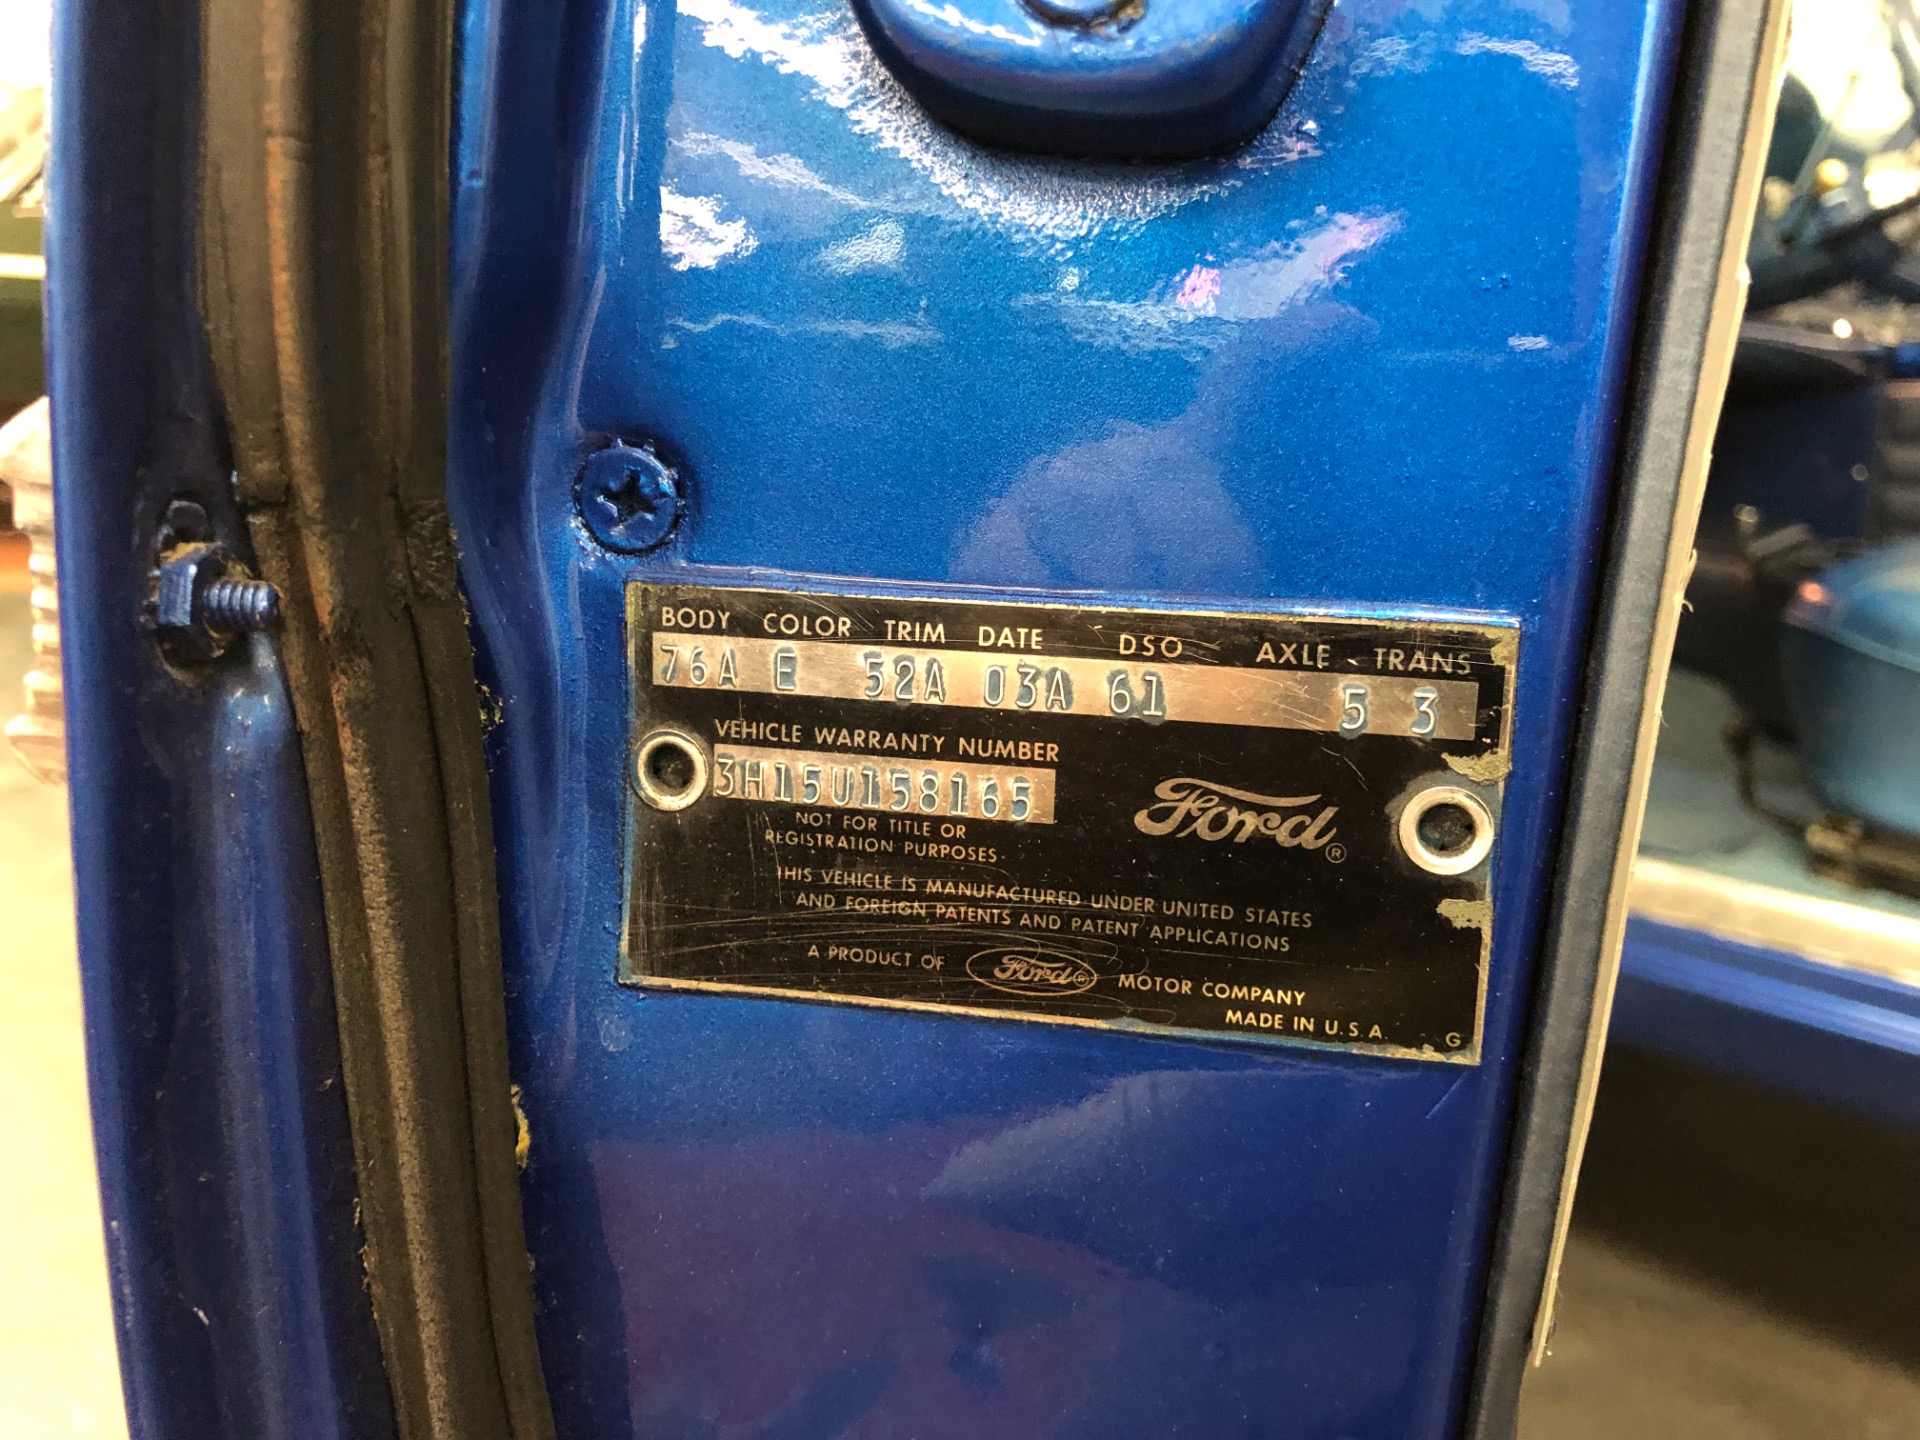 BODY COLOR TRIM DATE DSO AXLE TRANS
76A E 52A 03A 61 5 3
VEHICLE WARRANTY NUMBER
3H15U158165
NOT FOR TITLE OR
REGISTRATION PURPOSES
Ford®
THIS VEHICLE IS MANUFACTURED UNDER UNITED STATES
AND FOREIGN PATENTS AND PATENT APPLICATIONS
A PRODUCT OF Ford® MOTOR COMPANY
MADE IN U.S.A. G